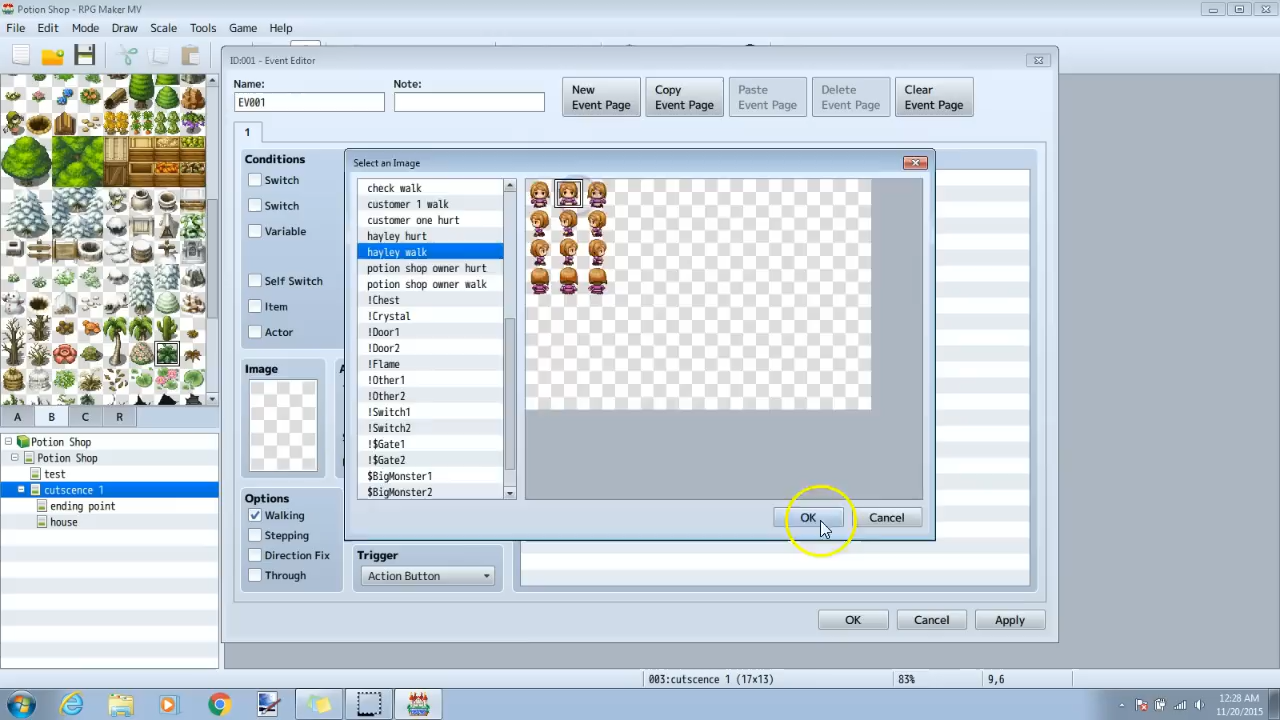 Potion Shop - RPG Maker MV
File Edit Mode Draw Scale Tools Game Help
ID:001 - Event Editor
Name:
EV001
Note:
New
Event Page
Copy
Event Page
Paste
Event Page
Delete
Event Page
Clear
Event Page
1
Conditions
Switch
Switch
Variable
Self Switch
Item
Actor
Image
Options
Walking
Stepping
Direction Fix
Through
Trigger
Action Button
Select an Image
check walk
customer 1 walk
customer one hurt
hayley hurt
hayley walk
potion shop owner hurt
potion shop owner walk
!Chest
!Crystal
!Door1
!Door2
!Flame
!Other1
!Other2
!Switch1
!Switch2
!$Gate1
!$Gate2
$BigMonster1
$BigMonster2
OK
Cancel
OK
Cancel
Apply
A B C R
Potion Shop
Potion Shop
test
cutscence 1
ending point
house
003:cutscence 1 (17x13)
83%
9,6
12:28 AM
11/20/2015